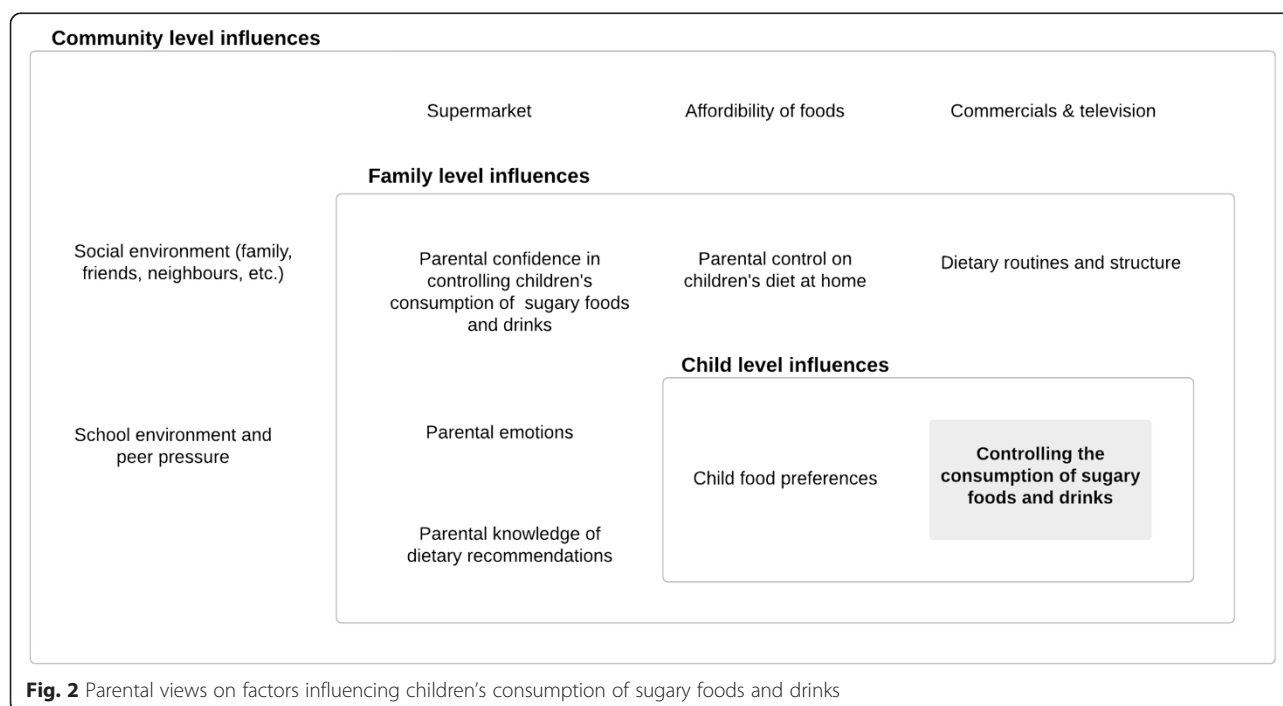 Community level influences
Supermarket
Affordibility of foods
Commercials & television
Family level influences
Social environment (family,
friends, neighbours, etc.)
Parental confidence in
controlling children's
consumption of sugary foods
and drinks
Parental control on
children's diet at home
Dietary routines and structure
Child level influences
School environment and
peer pressure
Parental emotions
Child food preferences
Controlling the
consumption of sugary
foods and drinks
Parental knowledge of
dietary recommendations
Fig. 2 Parental views on factors influencing children’s consumption of sugary foods and drinks